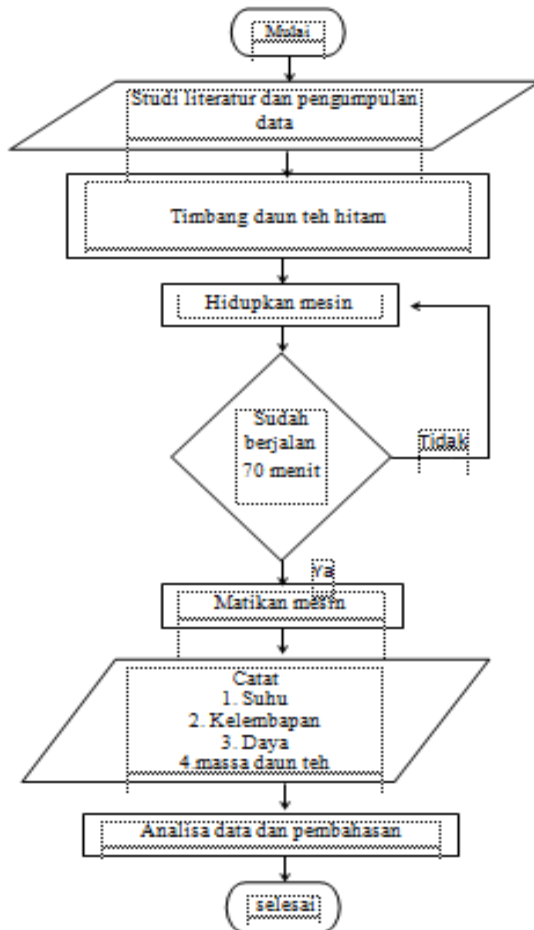 Mulai
Studi literatur dan pengumpulan
data
Timbang daun teh hitam
Hidupkan mesin
Sudah
berjalan
70 menit
Tidak
Ya
Matikan mesin
Catat
1. Suhu
2. Kelembapan
3. Daya
4.massa daun teh
Analisa data dan pembahasan
selesai